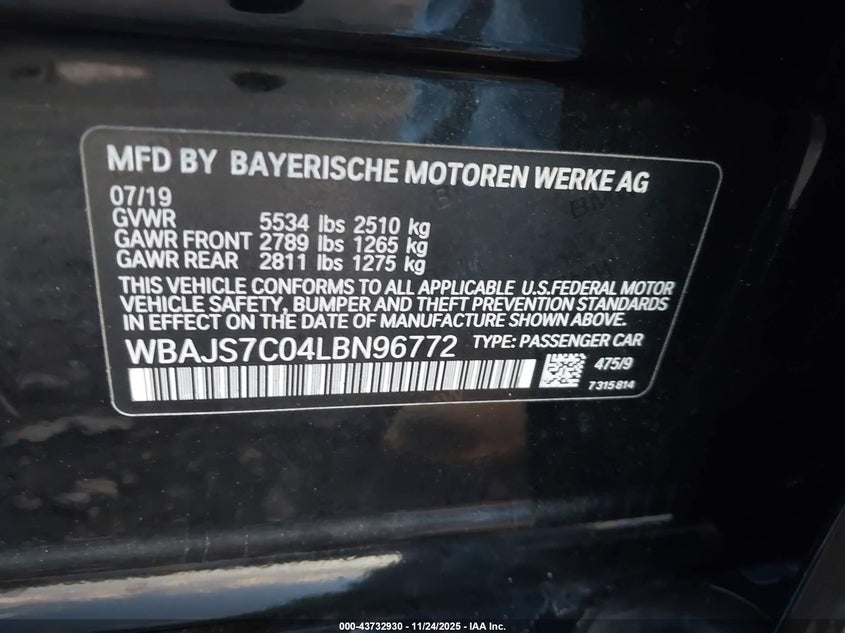 MFD BY BAYERISCHE MOTOREN WERKE AG
07/19
GVWR 5534 lbs 2510 kg
GAWR FRONT 2789 lbs 1265 kg
GAWR REAR 2811 lbs 1275 kg
THIS VEHICLE CONFORMS TO ALL APPLICABLE U.S.FEDERAL MOTOR
VEHICLE SAFETY, BUMPER AND THEFT PREVENTION STANDARDS
IN EFFECT ON THE DATE OF MANUFACTURE SHOWN ABOVE.
WBAJS7C04LBN96772 TYPE: PASSENGER CAR
475/9
7315814
000-43732930 - 11/24/2025 - IAA Inc.